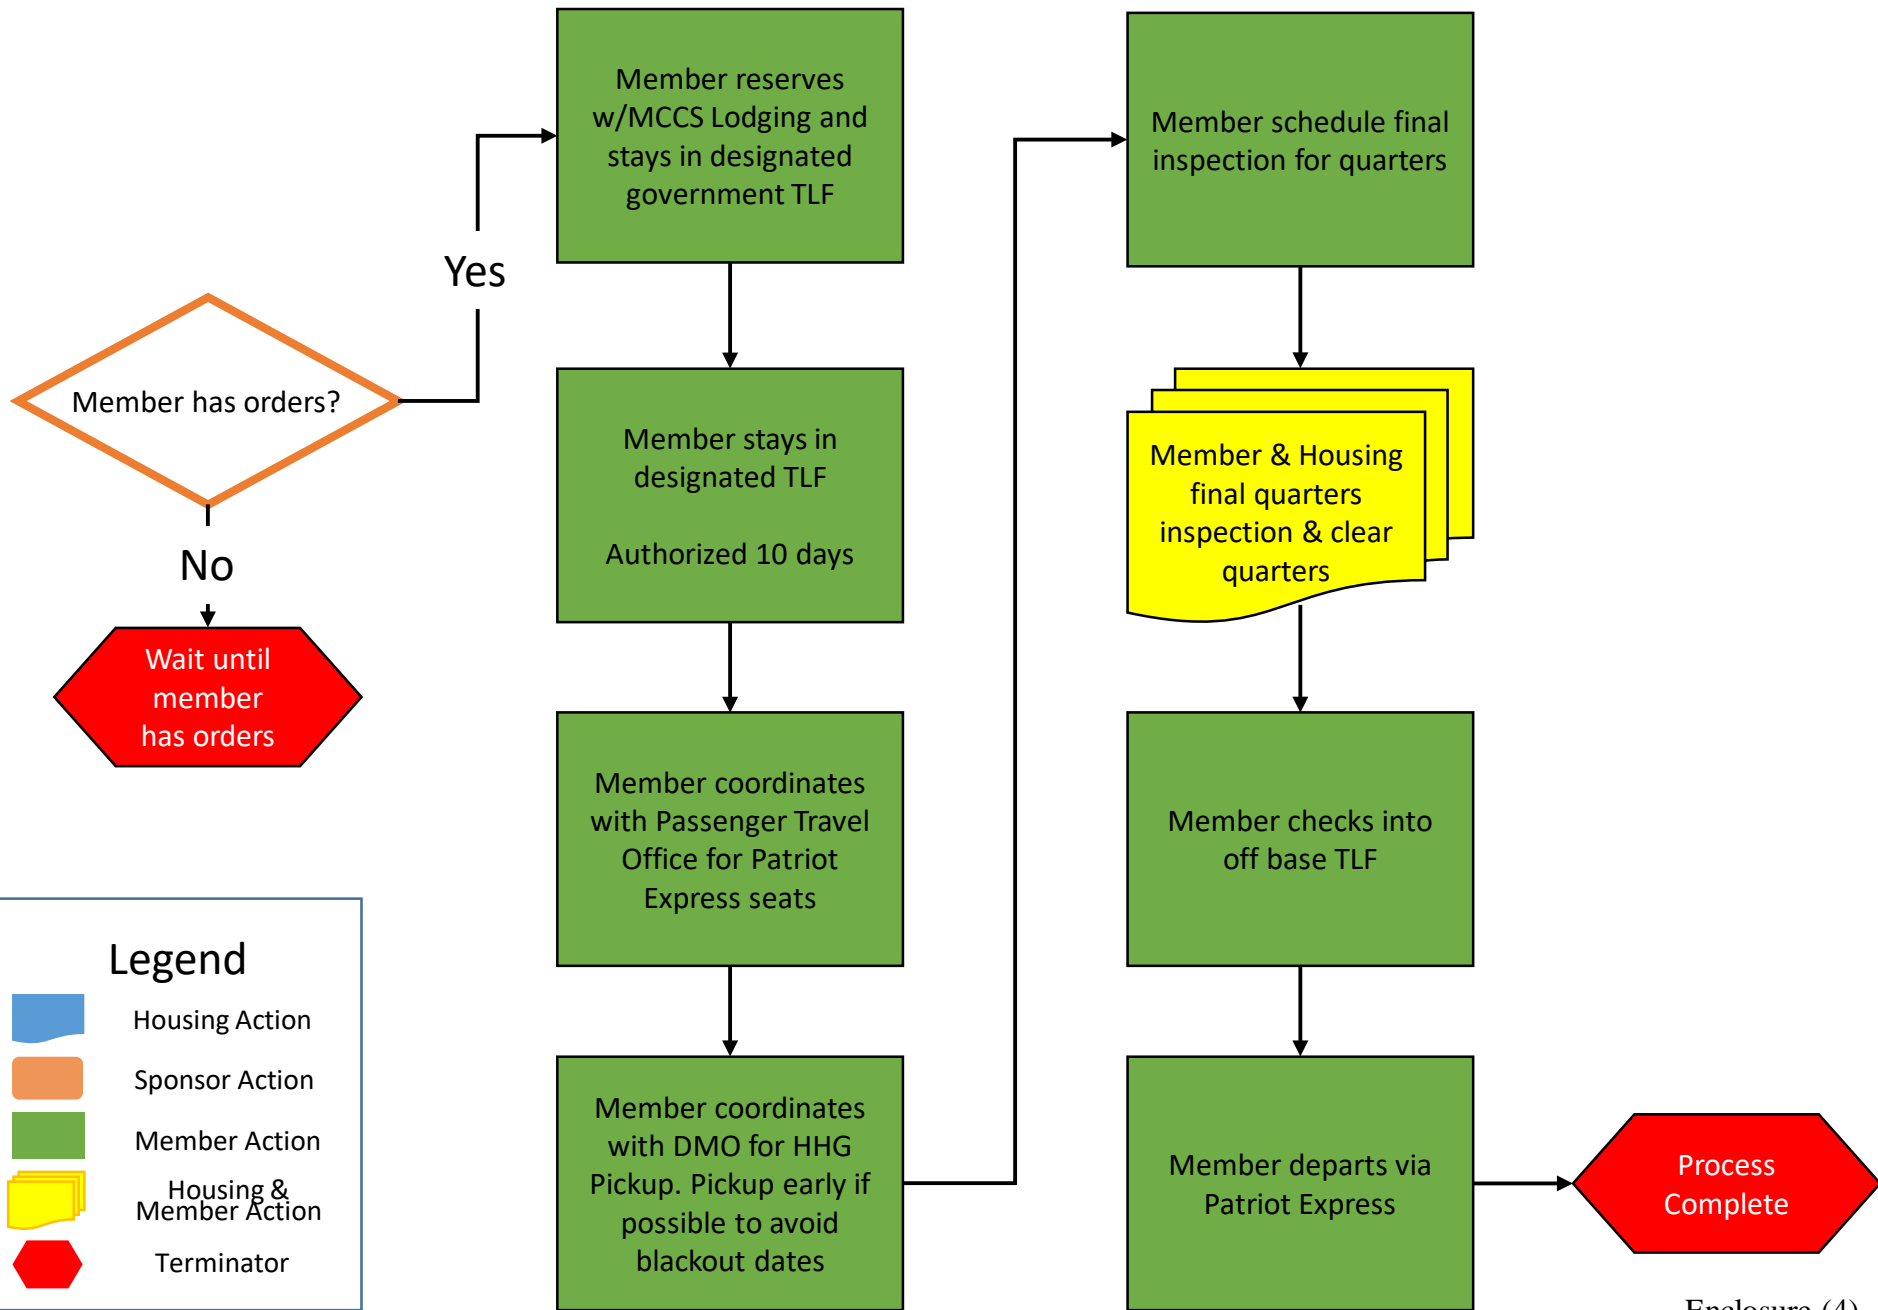 Member has orders?
Yes
No
Wait until
member
has orders
Member reserves
w/MCCS Lodging and
stays in designated
government TLF
Member stays in
designated TLF
Authorized 10 days
Member coordinates
with Passenger Travel
Office for Patriot
Express seats
Member coordinates
with DMO for HHG
Pickup. Pickup early if
possible to avoid
blackout dates
Member schedule final
inspection for quarters
Member & Housing
final quarters
inspection & clear
quarters
Member checks into
off base TLF
Member departs via
Patriot Express
Process
Complete
Legend
Housing Action
Sponsor Action
Member Action
Housing &
Member Action
Terminator
Enclosure (4)